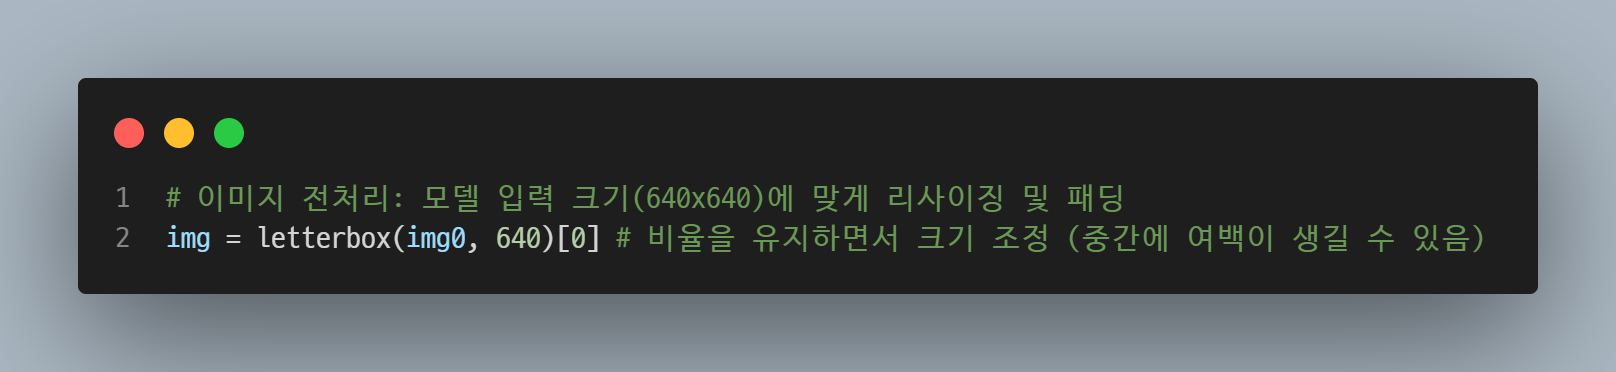 1 # 이미지 전처리: 모델 입력 크기(640x640)에 맞게 리사이징 및 패딩
2 img = letterbox(img0, 640)[0] # 비율을 유지하면서 크기 조정 (중간에 여백이 생길 수 있음)